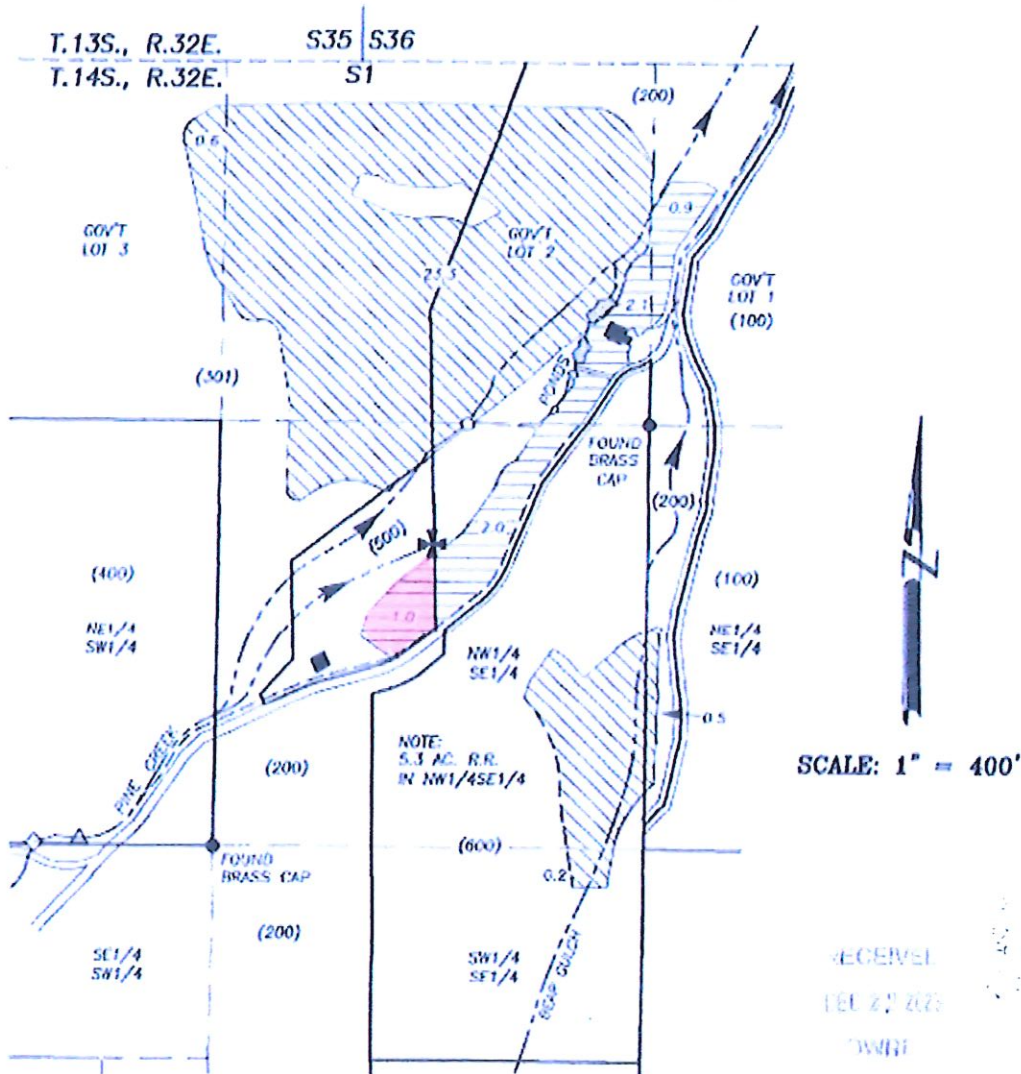 T.13S., R.32E.
S35
S36
T.14S., R.32E.
S1
(200)
0.6
0.9
GOV'T
LOT 3
GOV'T
LOT 2
GOV'T
LOT 1
(100)
2.1
PONDS
(301)
FOUND
BRASS
CAP
(200)
2.0
(500)
(400)
NE1/4
SW1/4
1.0
(100)
NE1/4
SE1/4
NW1/4
SE1/4
0.5
SCALE: 1" = 400'
NOTE:
5.3 AC. R.R.
IN NW1/4SE1/4
(200)
PINE CREEK
(600)
FOUND
BRASS CAP
0.2
(200)
SE1/4
SW1/4
SW1/4
SE1/4
BEAR GULCH